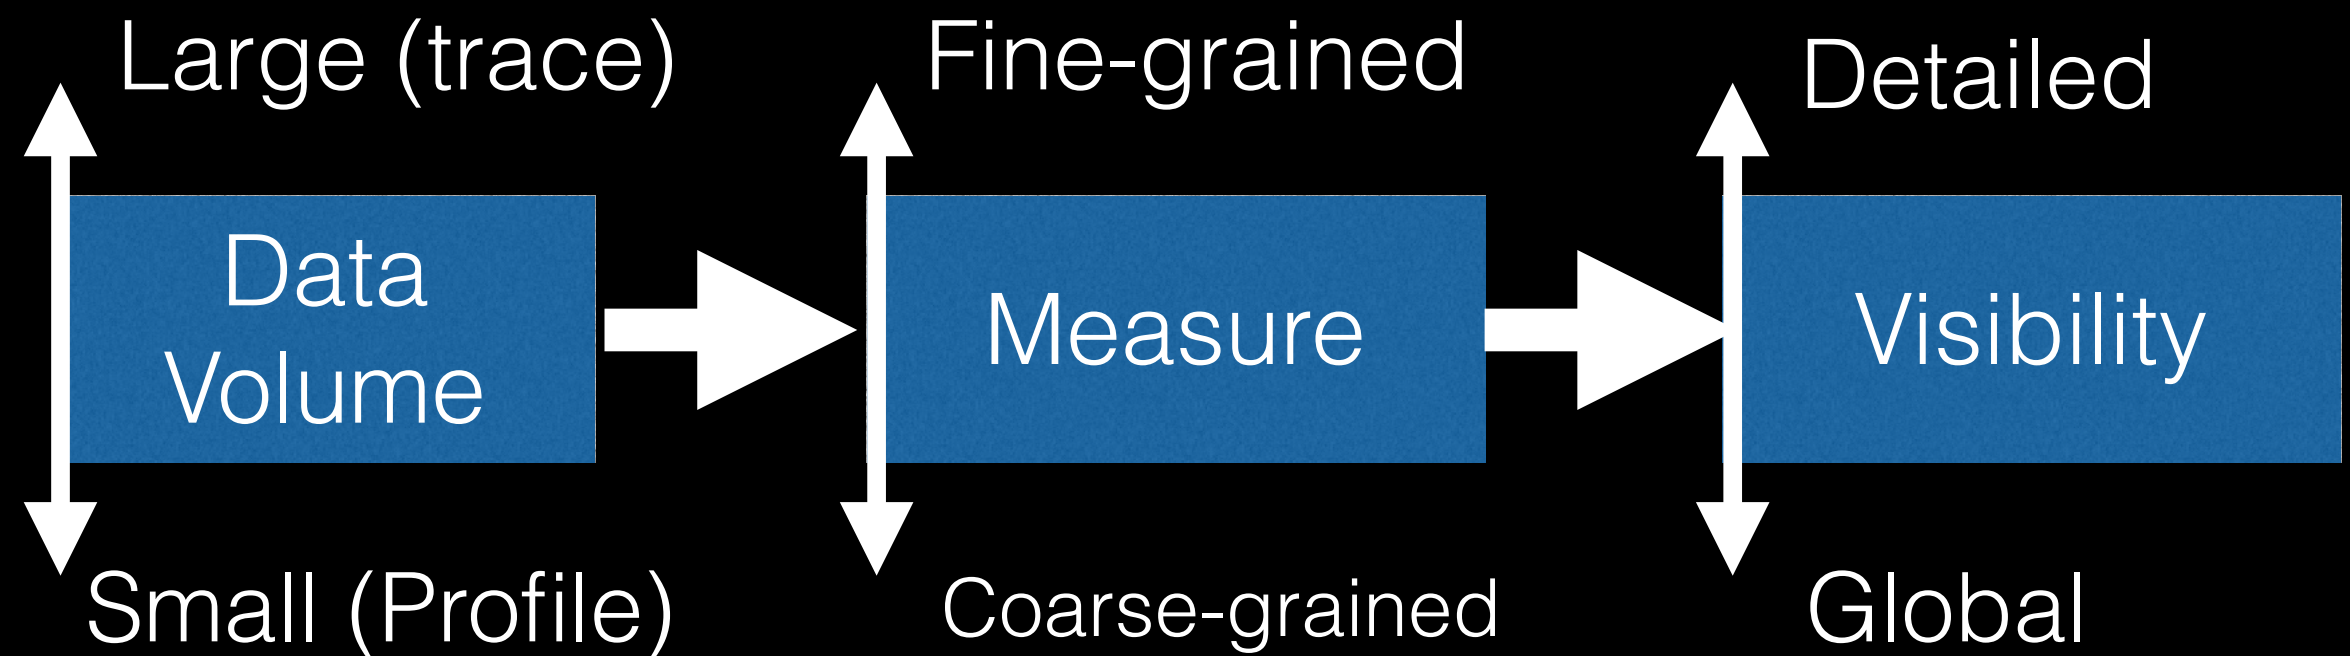 Large (trace)
Fine-grained
Detailed
Data
Volume
Measure
Visibility
Small (Profile)
Coarse-grained
Global